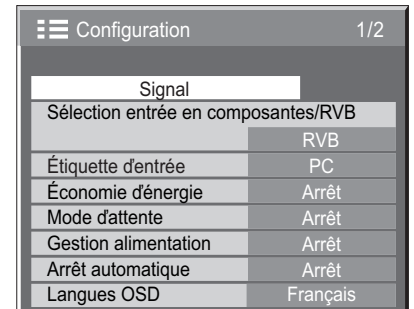 Configuration 1/2
Signal
Sélection entrée en composantes/RVB
RVB
Étiquette d'entrée PC
Économie d'énergie Arrêt
Mode d'attente Arrêt
Gestion alimentation Arrêt
Arrêt automatique Arrêt
Langues OSD Français